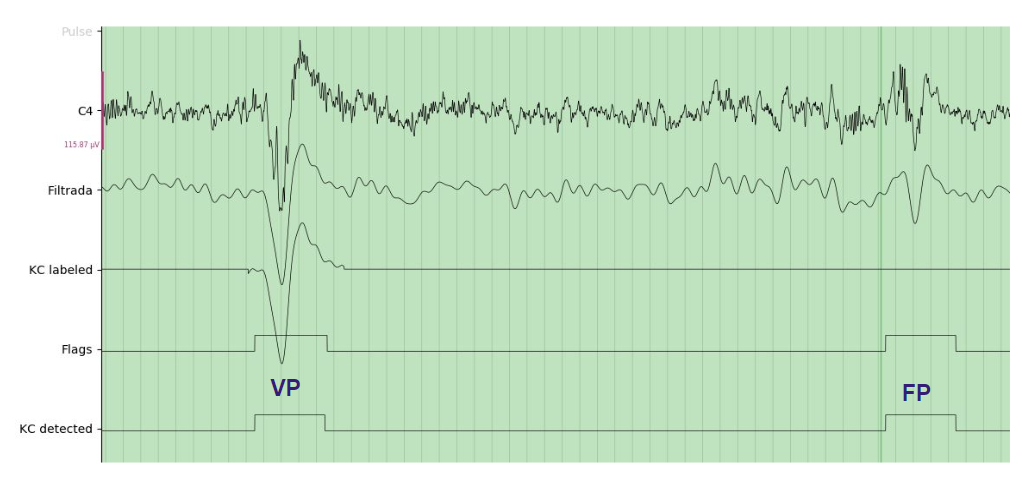 Pulse
C4
115.87 µV
Filtrada
KC labeled
Flags
VP
FP
KC detected